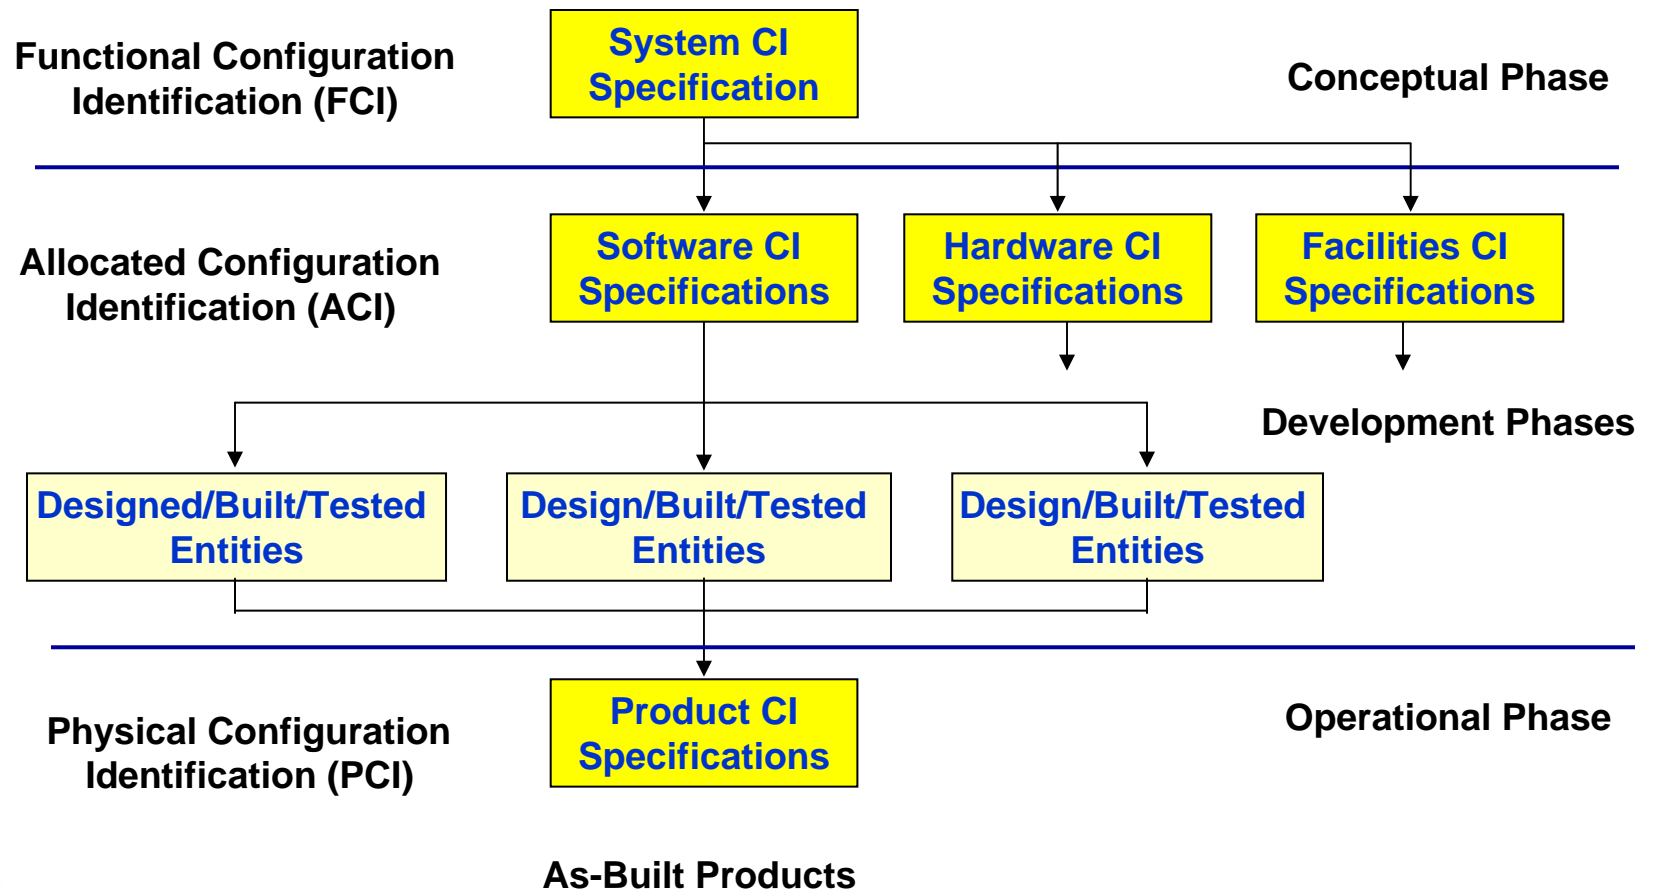 Functional Configuration
Identification (FCI)
System CI
Specification
Conceptual Phase
Allocated Configuration
Identification (ACI)
Software CI
Specifications
Hardware CI
Specifications
Facilities CI
Specifications
Development Phases
Designed/Built/Tested
Entities
Design/Built/Tested
Entities
Design/Built/Tested
Entities
Physical Configuration
Identification (PCI)
Product CI
Specifications
Operational Phase
As-Built Products